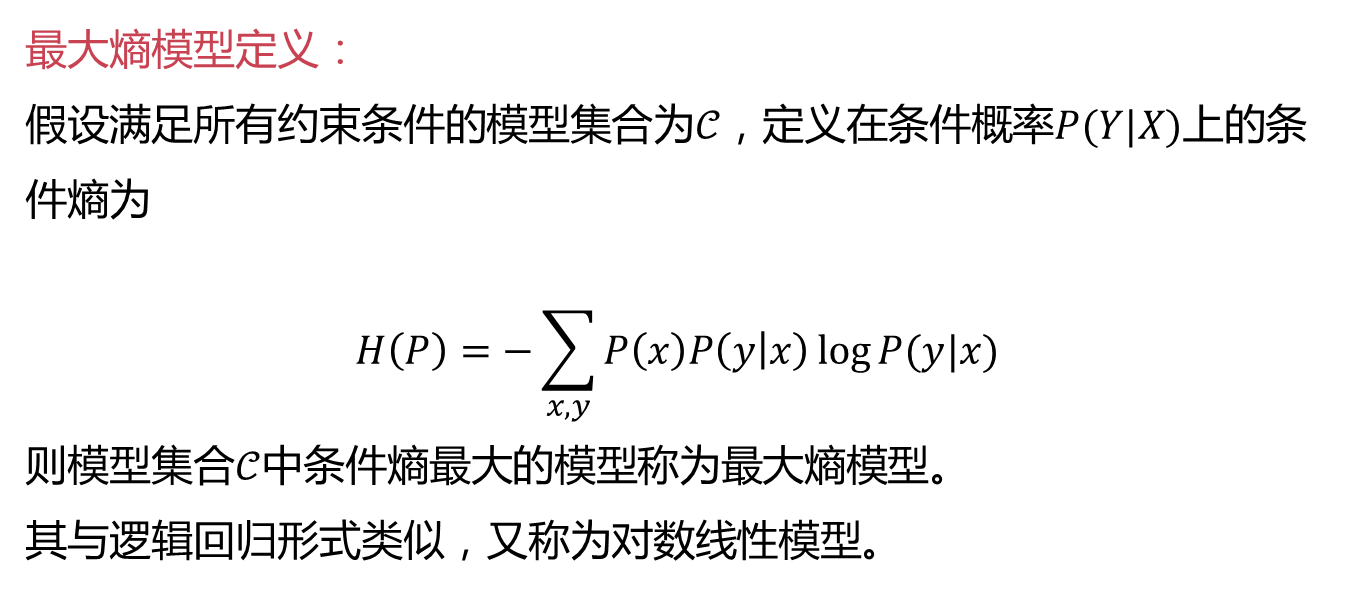 最大熵模型定义：
假设满足所有约束条件的模型集合为𝒞，定义在条件概率P(Y|X)上的条
件熵为
H(P) = −∑x,y P(x)P(y|x) log P(y|x)
则模型集合𝒞中条件熵最大的模型称为最大熵模型。
其与逻辑回归形式类似，又称为对数线性模型。